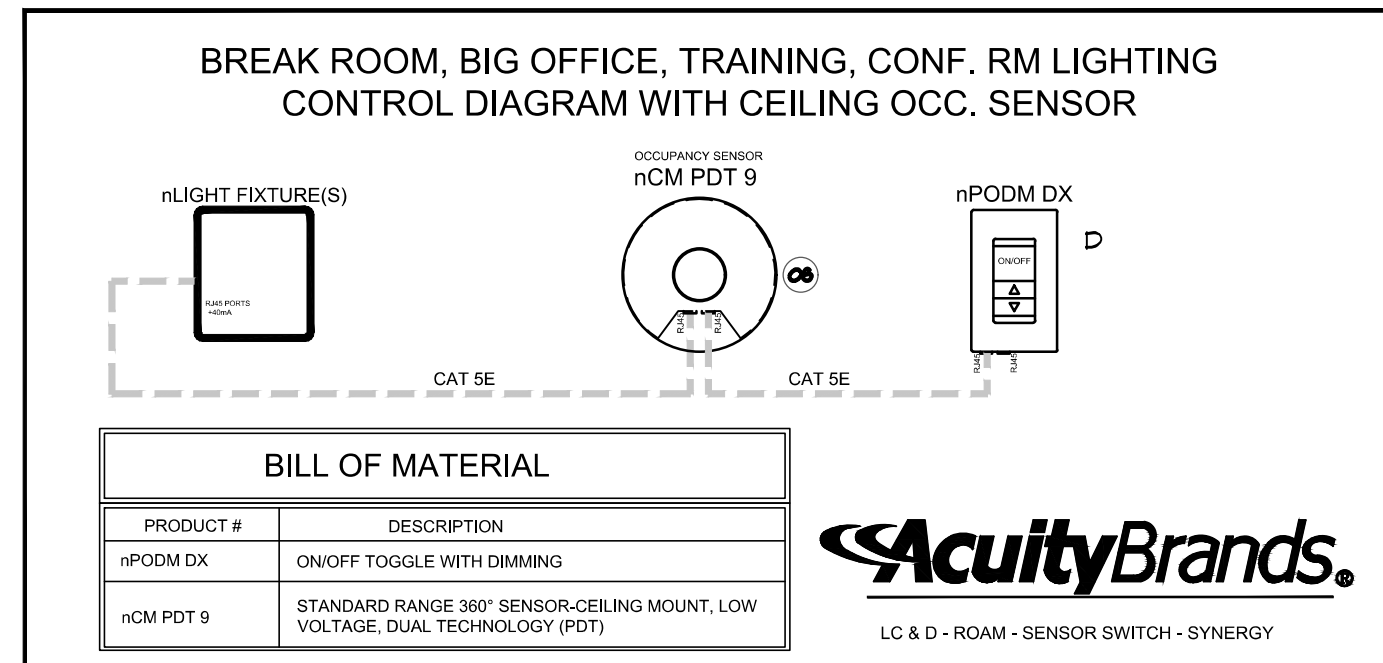 BREAK ROOM, BIG OFFICE, TRAINING, CONF. RM LIGHTING
CONTROL DIAGRAM WITH CEILING OCC. SENSOR
OCCUPANCY SENSOR
nCM PDT 9
nLIGHT FIXTURE(S)
nPODM DX
D
ON/OFF
RJ45 PORTS
+40mA
RJ45
RJ45
RJ45
RJ45
CAT 5E
CAT 5E
BILL OF MATERIAL
PRODUCT #
DESCRIPTION
nPODM DX
ON/OFF TOGGLE WITH DIMMING
nCM PDT 9
STANDARD RANGE 360° SENSOR-CEILING MOUNT, LOW
VOLTAGE, DUAL TECHNOLOGY (PDT)
AcuityBrands®
LC & D - ROAM - SENSOR SWITCH - SYNERGY